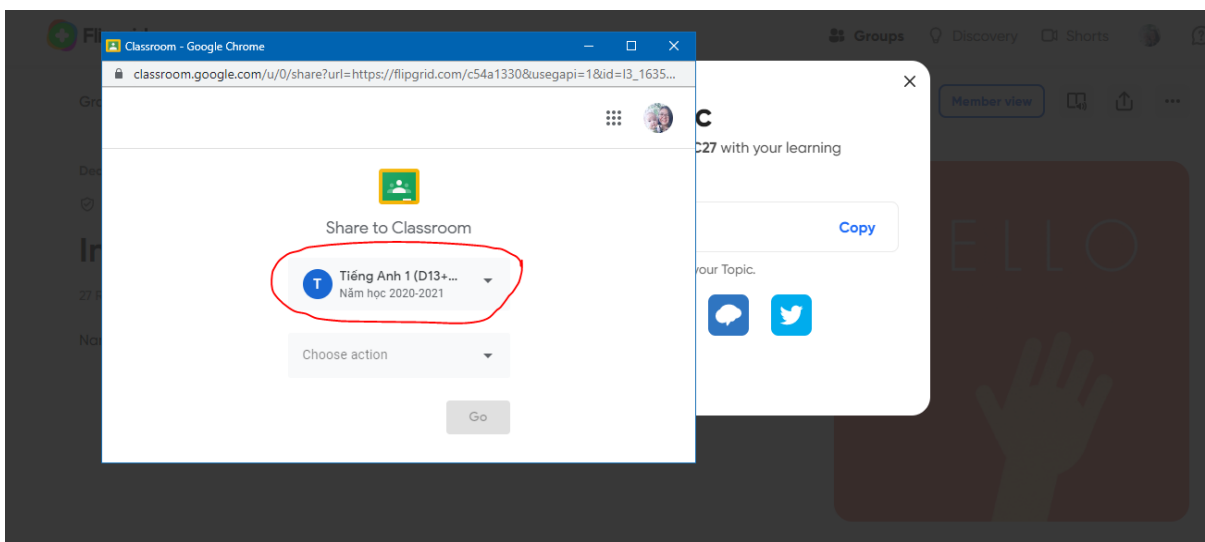 Classroom - Google Chrome
classroom.google.com/u/0/share?url=https://flipgrid.com/c54a1330&usegapi=1&id=I3_1635...
Groups
Discovery
Shorts
Member view
C27 with your learning
Share to Classroom
Copy
T
Tiếng Anh 1 (D13+...
Năm học 2020-2021
your Topic.
Choose action
Go
HELLO